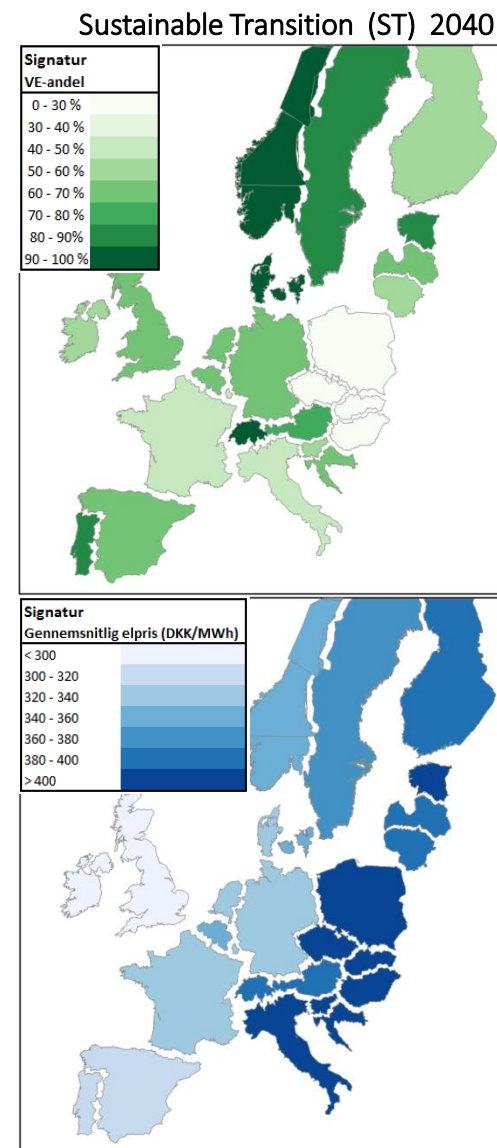 Sustainable Transition (ST) 2040
Signatur
VE-andel
0 - 30 %
30 - 40 %
40 - 50 %
50 - 60 %
60 - 70 %
70 - 80 %
80 - 90%
90 - 100 %
Signatur
Gennemsnitlig elpris (DKK/MWh)
< 300
300 - 320
320 - 340
340 - 360
360 - 380
380 - 400
> 400